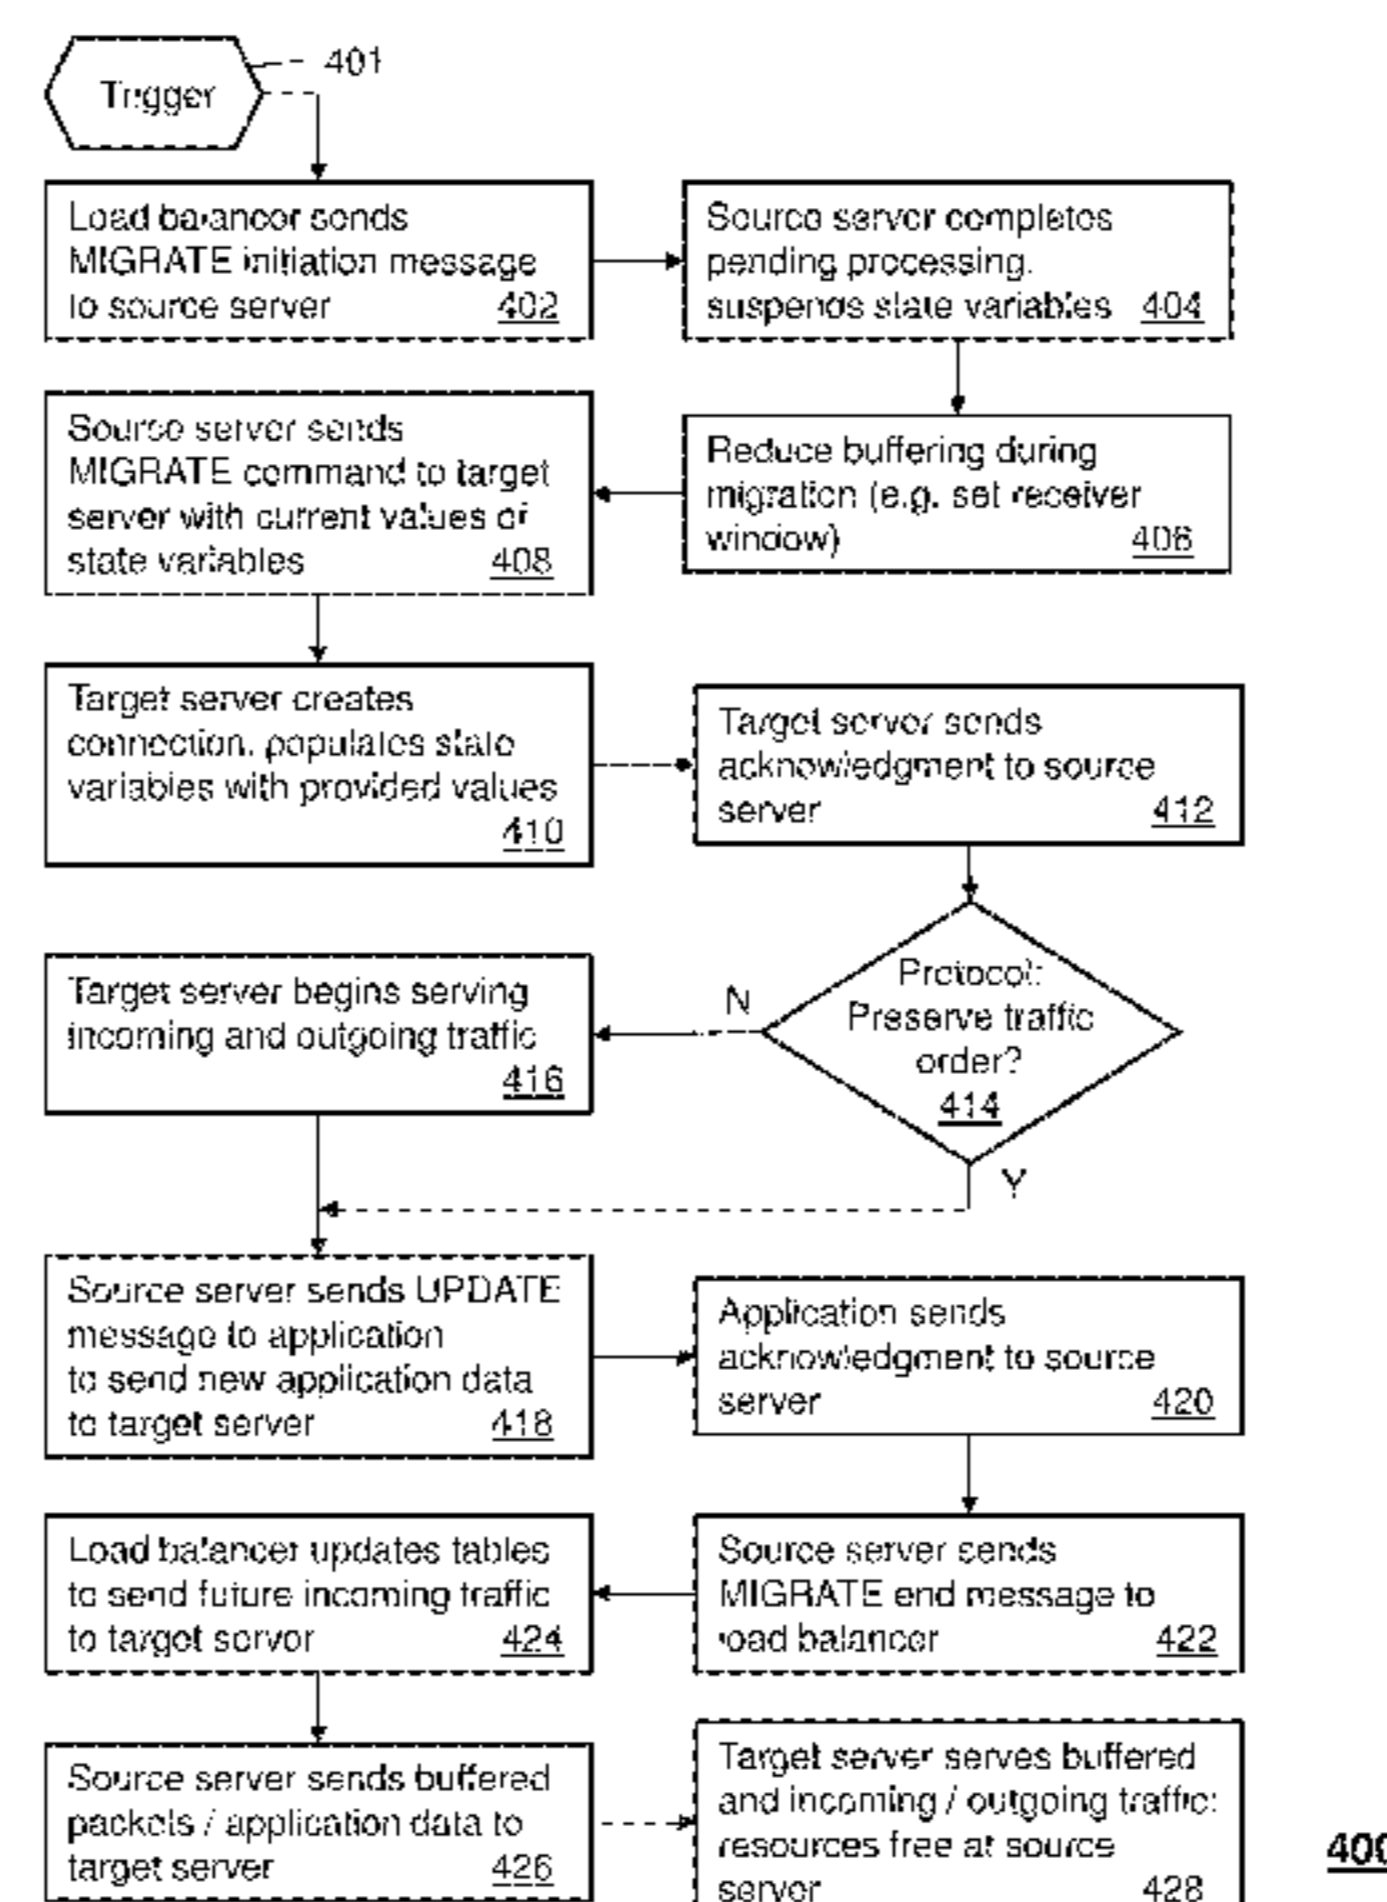 Trigger
401
Load balancer sends
MIGRATE initiation message
to source server 402
Source server completes
pending processing,
suspends state variables 404
Reduce buffering during
migration (e.g. set receiver
window) 406
Source server sends
MIGRATE command to target
server with current values of
state variables 408
Target server creates
connection, populates state
variables with provided values
410
Target server sends
acknowledgment to source
server 412
Protocol:
Preserve traffic
order?
414
N
Y
Target server begins serving
incoming and outgoing traffic
416
Source server sends UPDATE
message to application
to send new application data
to target server 418
Application sends
acknowledgment to source
server 420
Source server sends
MIGRATE end message to
load balancer 422
Load balancer updates tables
to send future incoming traffic
to target server 424
Source server sends buffered
packets / application data to
target server 426
Target server serves buffered
and incoming / outgoing traffic;
resources free at source
server 428
400